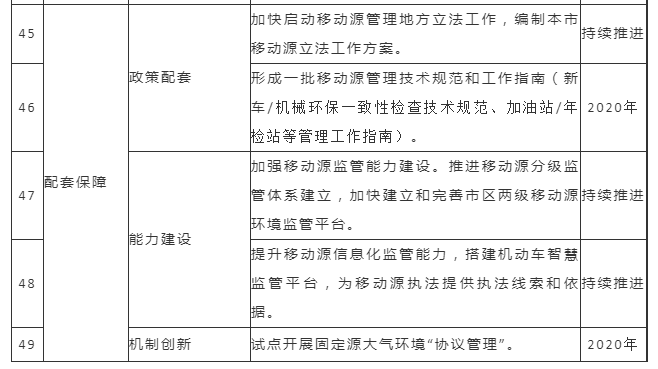 45
政策配套
加快启动移动源管理地方立法工作，编制本市
移动源立法工作方案。
持续推进
46
形成一批移动源管理技术规范和工作指南（新
车/机械环保一致性检查技术规范、加油站/年
检站等管理工作指南）。
2020年
配套保障
47
能力建设
加强移动源监管能力建设。推进移动源分级监
管体系建立，加快建立和完善市区两级移动源
环境监管平台。
持续推进
48
提升移动源信息化监管能力，搭建机动车智慧
监管平台，为移动源执法提供执法线索和依
据。
持续推进
49
机制创新
试点开展固定源大气环境“协议管理”。
2020年